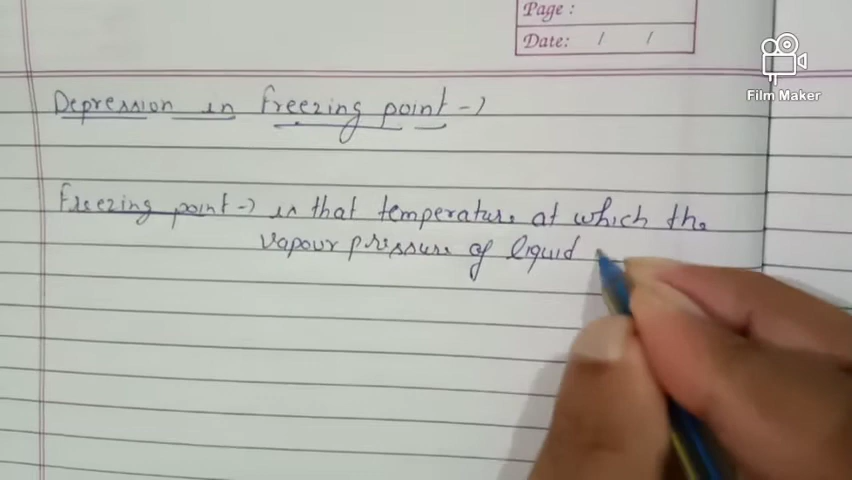 Page :
Date: / /
Film Maker
Depression in freezing point →
Freezing point → is that temperature at which the
vapour pressure of liquid